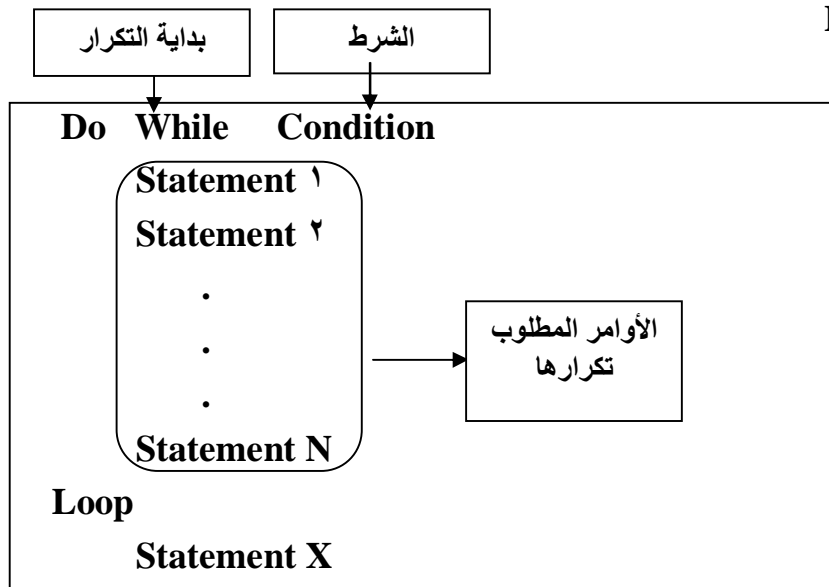 بداية التكرار
الشرط
Do While Condition
Statement ١
Statement ٢
.
.
.
Statement N
الأوامر المطلوب
تكرارها
Loop
Statement X